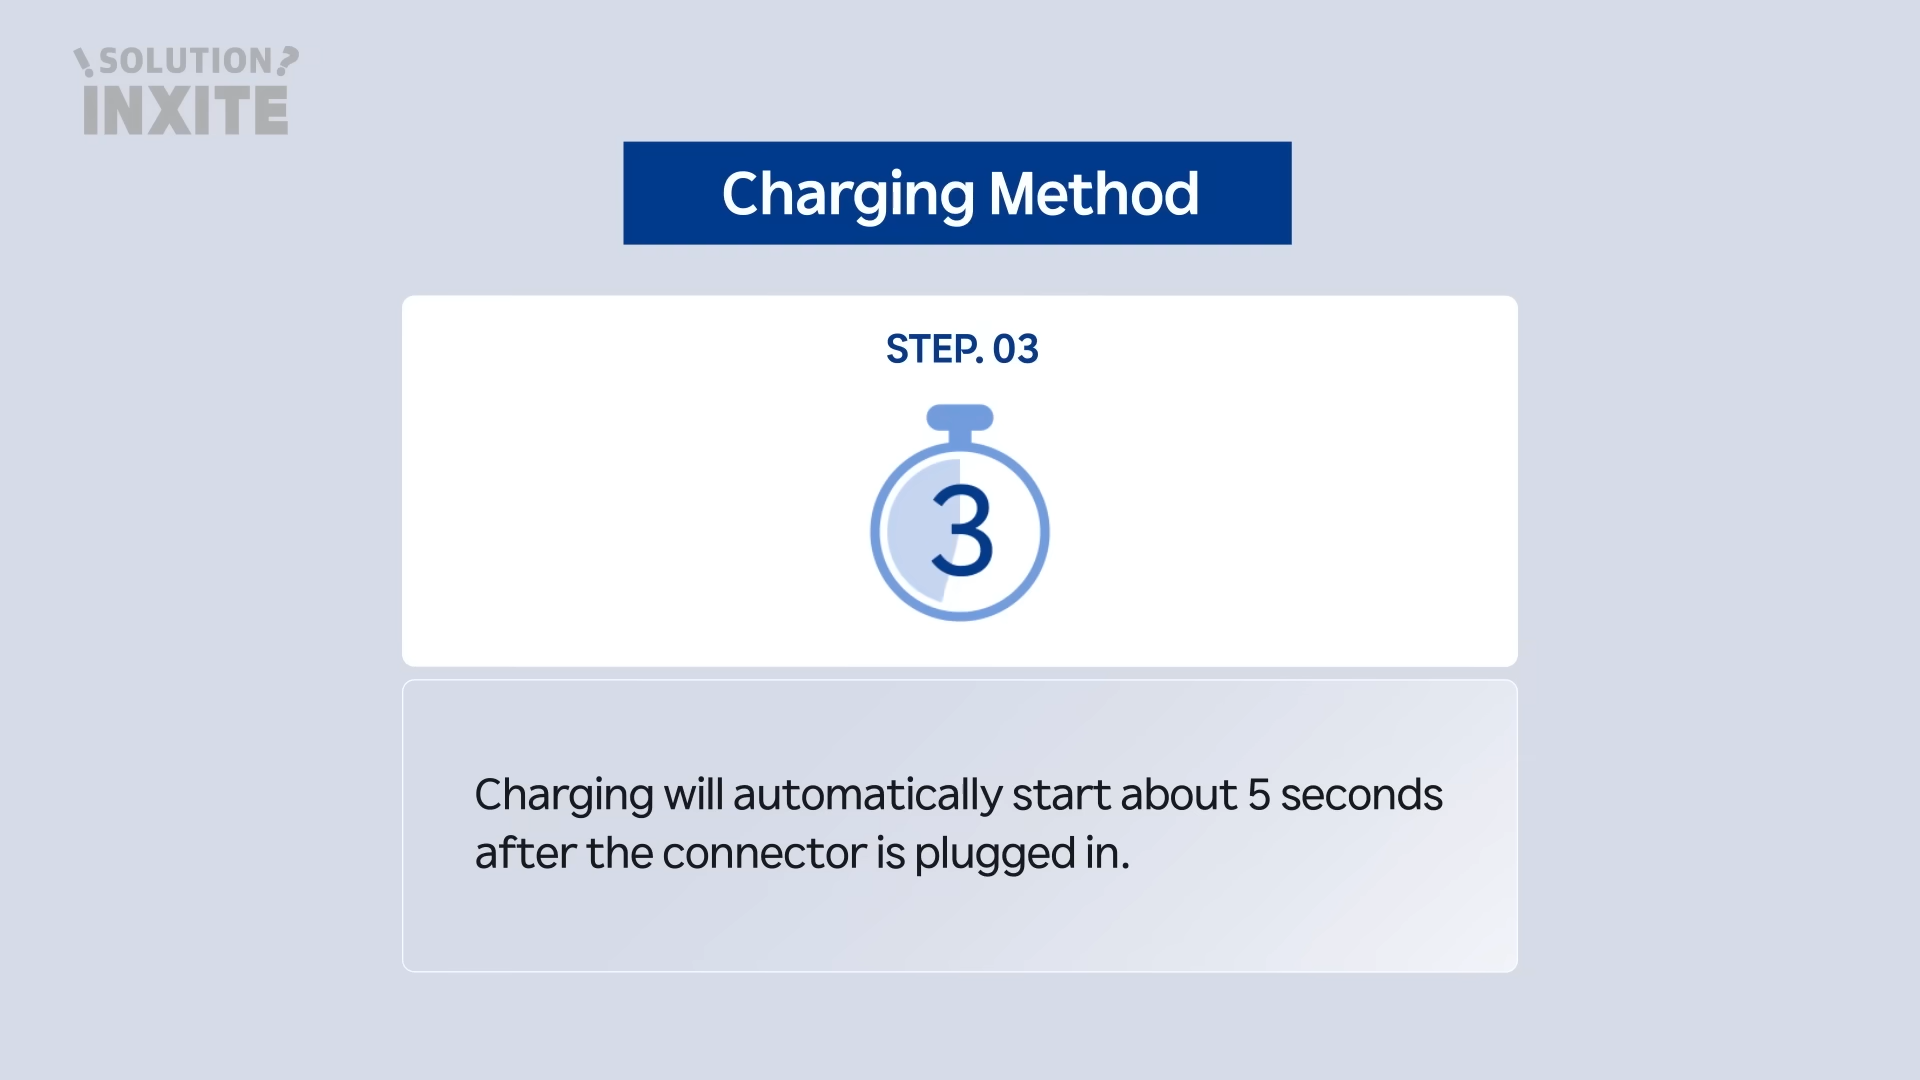 SOLUTION
INXITE
Charging Method
STEP. 03
3
Charging will automatically start about 5 seconds
after the connector is plugged in.